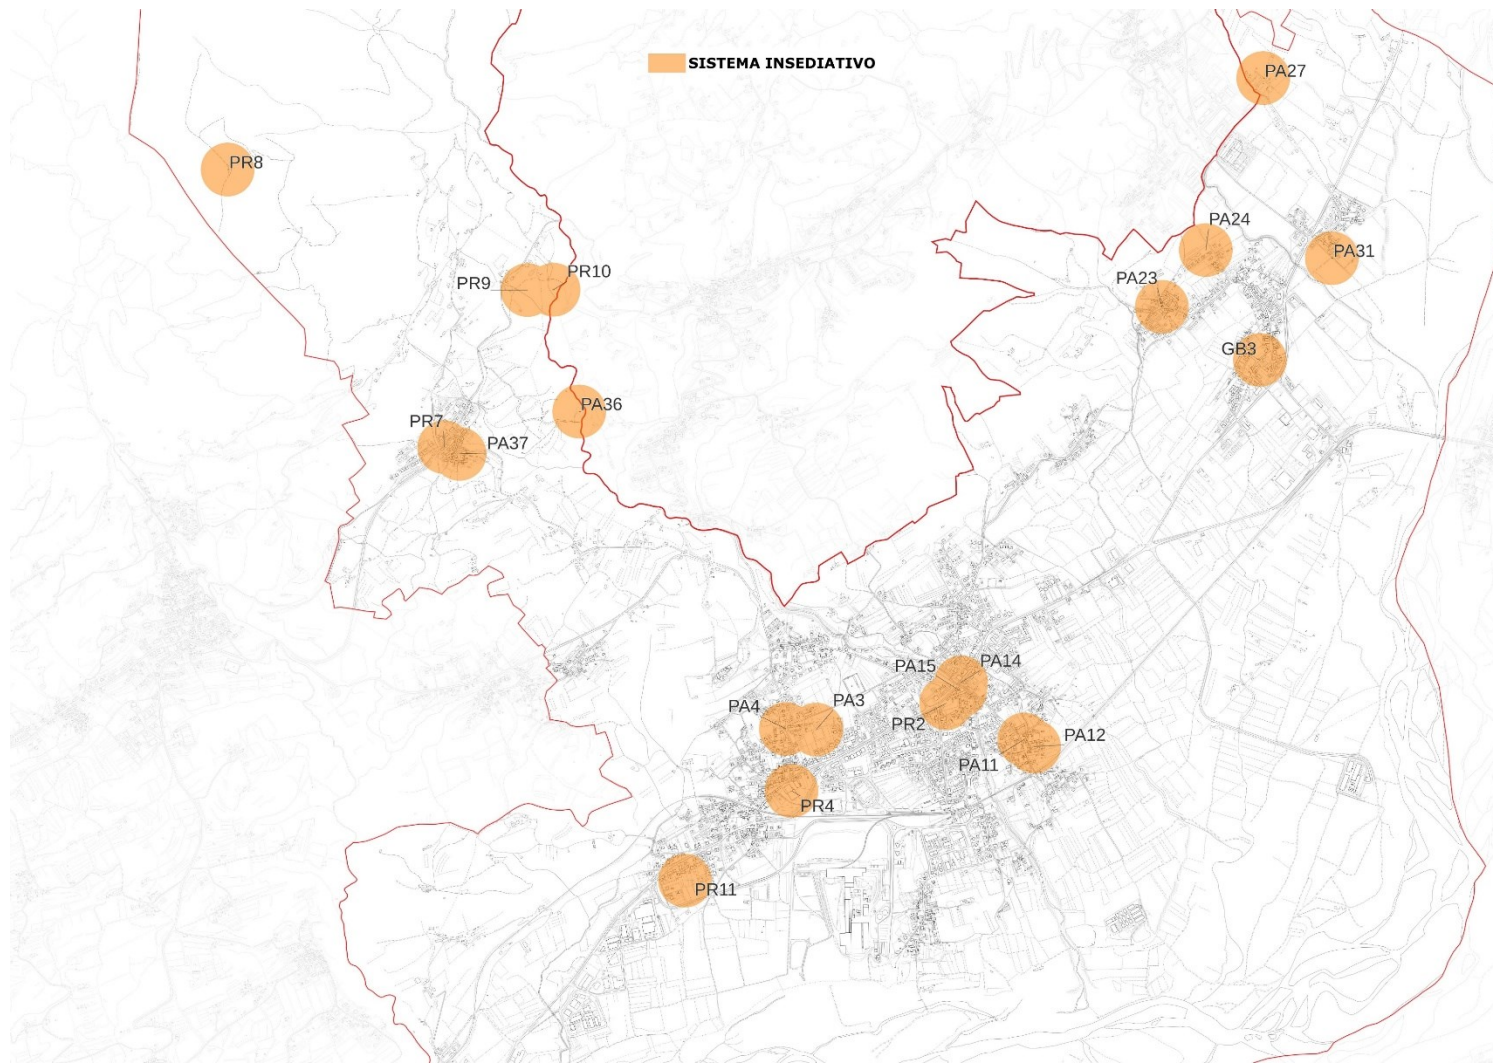 SISTEMA INSEDIATIVO
PA27
PR8
PA24
PA31
PR9
PR10
PA23
GB3
PA36
PR7
PA37
PA15
PA14
PA4
PA3
PR2
PA11
PA12
PR4
PR11